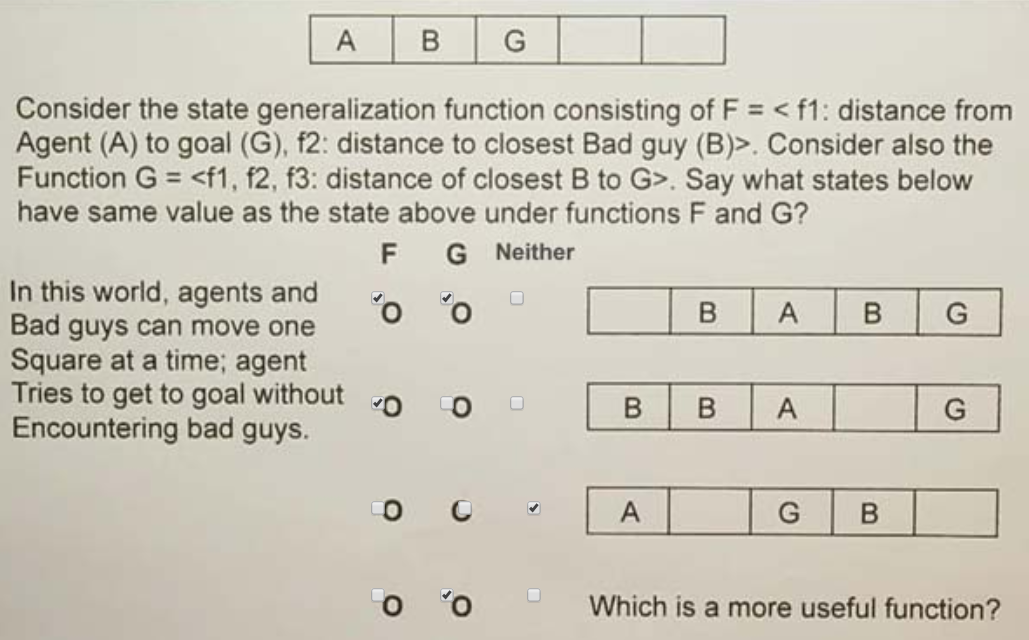 A B G
Consider the state generalization function consisting of F = < f1: distance from
Agent (A) to goal (G), f2: distance to closest Bad guy (B)>. Consider also the
Function G = <f1, f2, f3: distance of closest B to G>. Say what states below
have same value as the state above under functions F and G?
F G Neither
In this world, agents and
Bad guys can move one
Square at a time; agent
Tries to get to goal without
Encountering bad guys.
O O B A B G
O O B B A G
O O A G B
O O Which is a more useful function?